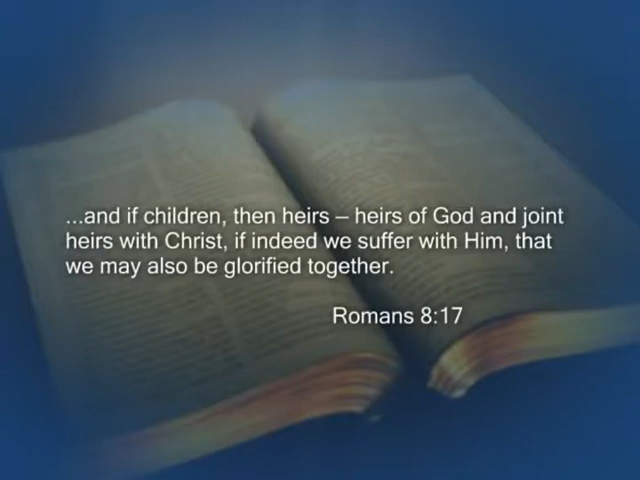 ...and if children, then heirs – heirs of God and joint
heirs with Christ, if indeed we suffer with Him, that
we may also be glorified together.
Romans 8:17